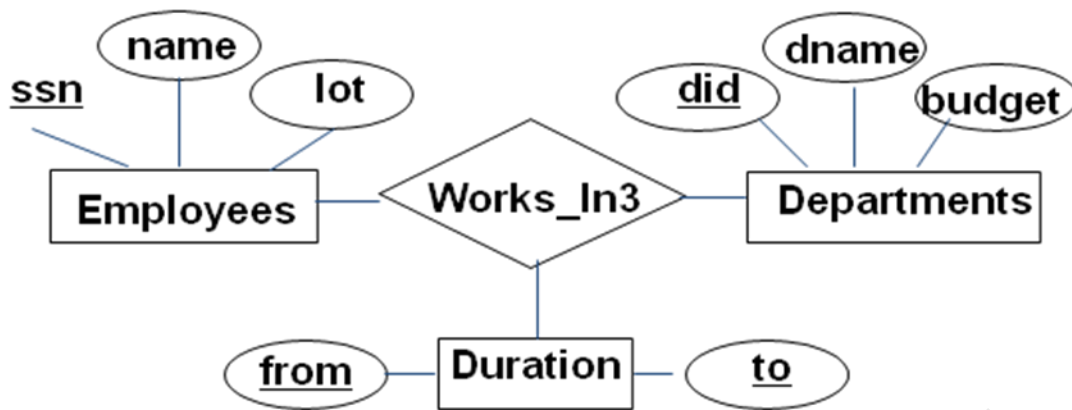 name
ssn
lot
dname
did
budget
Employees
Works_In3
Departments
from
Duration
to